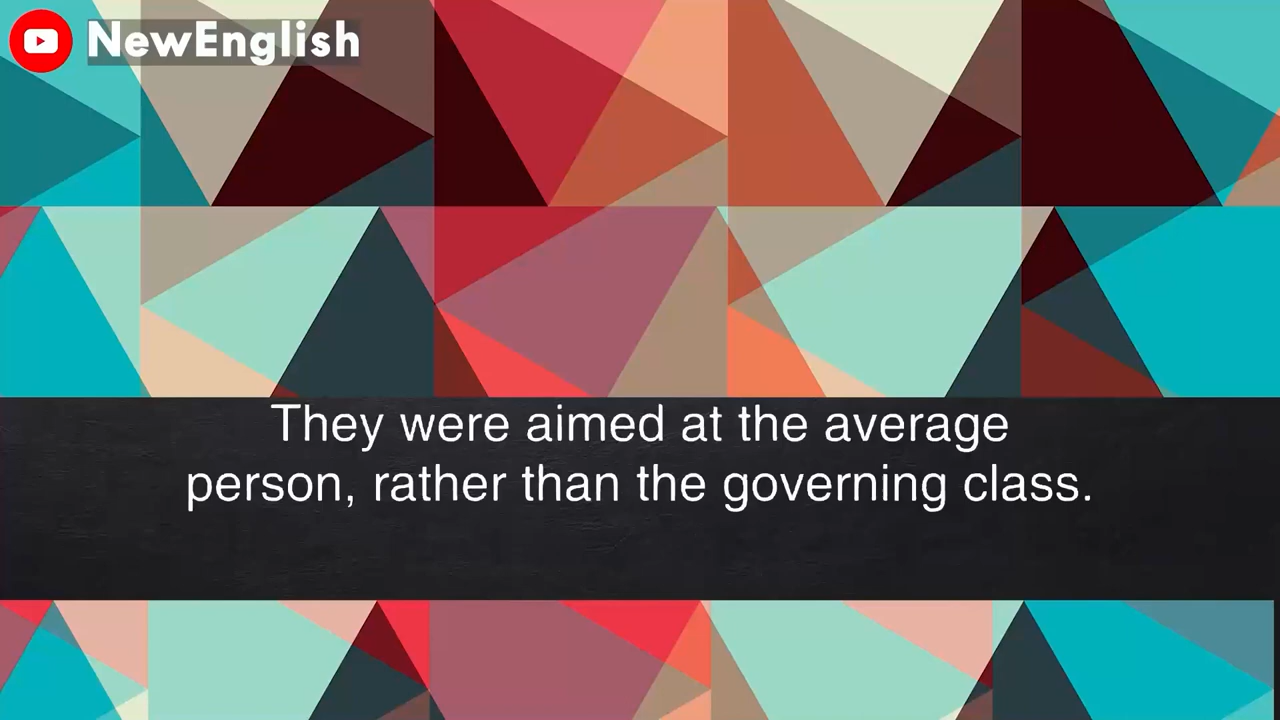 NewEnglish
They were aimed at the average
person, rather than the governing class.